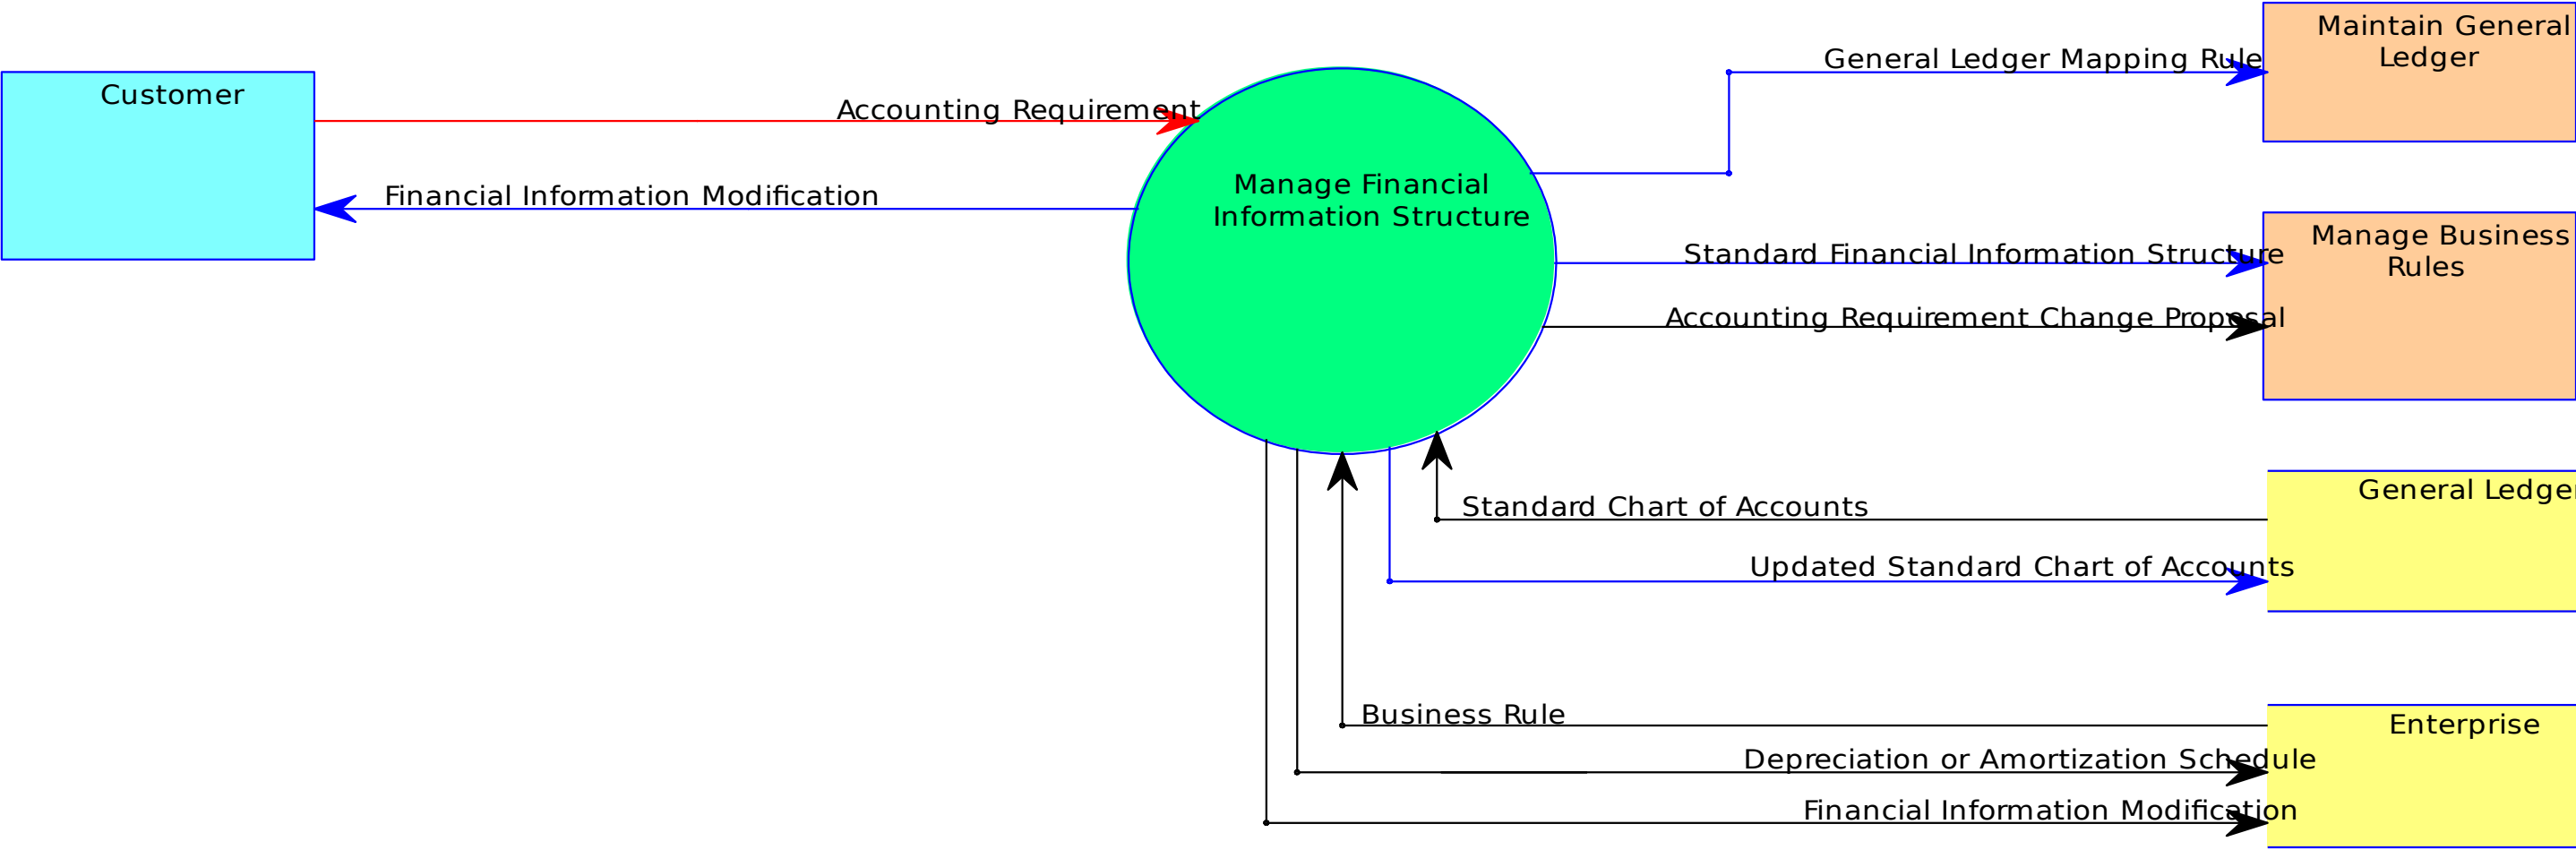 Maintain General
Ledger
General Ledger Mapping Rule
Customer
Accounting Requirement
Financial Information Modification
Manage Financial
Information Structure
Manage Business
Rules
Standard Financial Information Structure
Accounting Requirement Change Proposal
General Ledger
Standard Chart of Accounts
Updated Standard Chart of Accounts
Business Rule
Enterprise
Depreciation or Amortization Schedule
Financial Information Modification